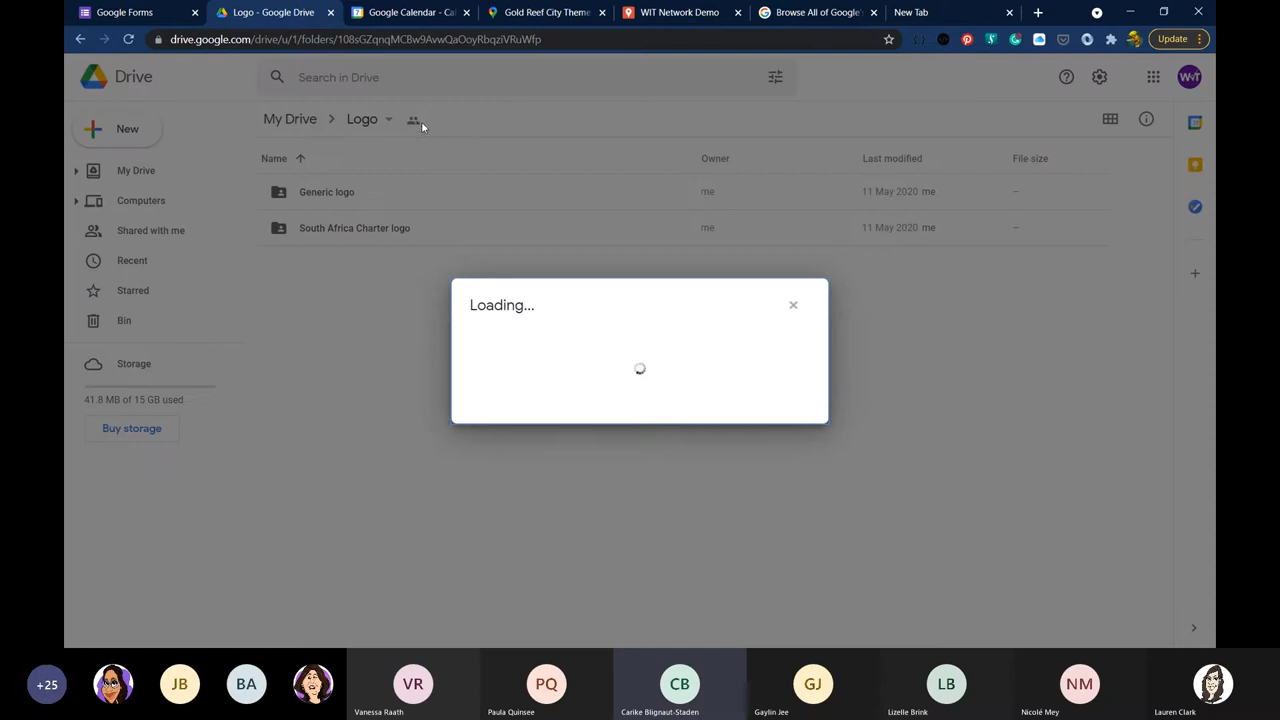 Google Forms
Logo - Google Drive
Google Calendar - Cal
Gold Reef City Theme
WIT Network Demo
Browse All of Google'
New Tab
drive.google.com/drive/u/1/folders/108sGZqnqMCBw9AvwQaOoyRbqziVRuWfp
Update
Drive
Search in Drive
W+T
New
My Drive
Logo
Name
Owner
Last modified
File size
My Drive
Generic logo
me
11 May 2020 me
–
Computers
South Africa Charter logo
me
11 May 2020 me
–
Shared with me
Recent
Starred
Bin
Loading...
Storage
41.8 MB of 15 GB used
Buy storage
+25
JB
BA
VR
PQ
CB
GJ
LB
NM
Vanessa Raath
Paula Quinsee
Carike Blignaut-Staden
Gaylin Jee
Lizelle Brink
Nicolé Mey
Lauren Clark